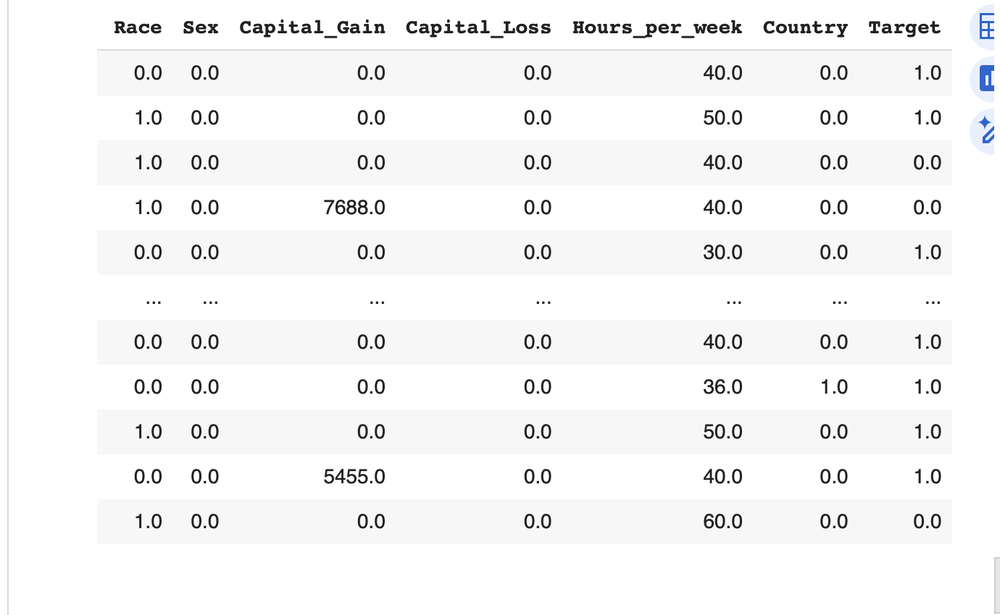 Race Sex Capital_Gain Capital_Loss Hours_per_week Country Target
0.0 0.0 0.0 0.0 40.0 0.0 1.0
1.0 0.0 0.0 0.0 50.0 0.0 1.0
1.0 0.0 0.0 0.0 40.0 0.0 0.0
1.0 0.0 7688.0 0.0 40.0 0.0 0.0
0.0 0.0 0.0 0.0 30.0 0.0 1.0
... ... ... ... ... ... ...
0.0 0.0 0.0 0.0 40.0 0.0 1.0
0.0 0.0 0.0 0.0 36.0 1.0 1.0
1.0 0.0 0.0 0.0 50.0 0.0 1.0
0.0 0.0 5455.0 0.0 40.0 0.0 1.0
1.0 0.0 0.0 0.0 60.0 0.0 0.0